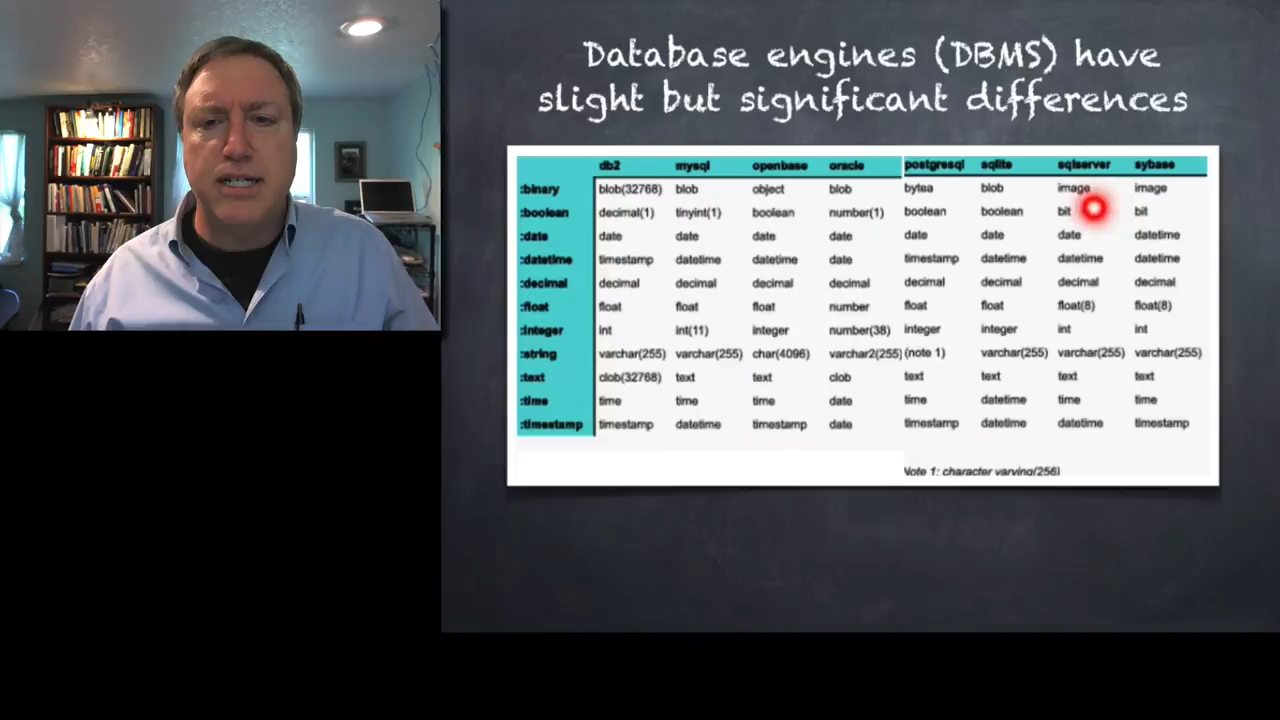 Database engines (DBMS) have
slight but significant differences
db2 mysql openbase oracle postgresql sqlite sqlserver sybase
:binary blob(32768) blob object blob bytea blob image image
:boolean decimal(1) tinyint(1) boolean number(1) boolean boolean bit bit
:date date date date date date date date datetime
:datetime timestamp datetime datetime date timestamp datetime datetime datetime
:decimal decimal decimal decimal decimal decimal decimal decimal decimal
:float float float float number float float float(8) float(8)
:integer int int(11) integer number(38) integer integer int int
:string varchar(255) varchar(255) char(4096) varchar2(255) (note 1) varchar(255) varchar(255) varchar(255)
:text clob(32768) text text clob text text text text
:time time time time date time datetime time time
:timestamp timestamp datetime timestamp date timestamp datetime datetime timestamp
Note 1: character varying(256)